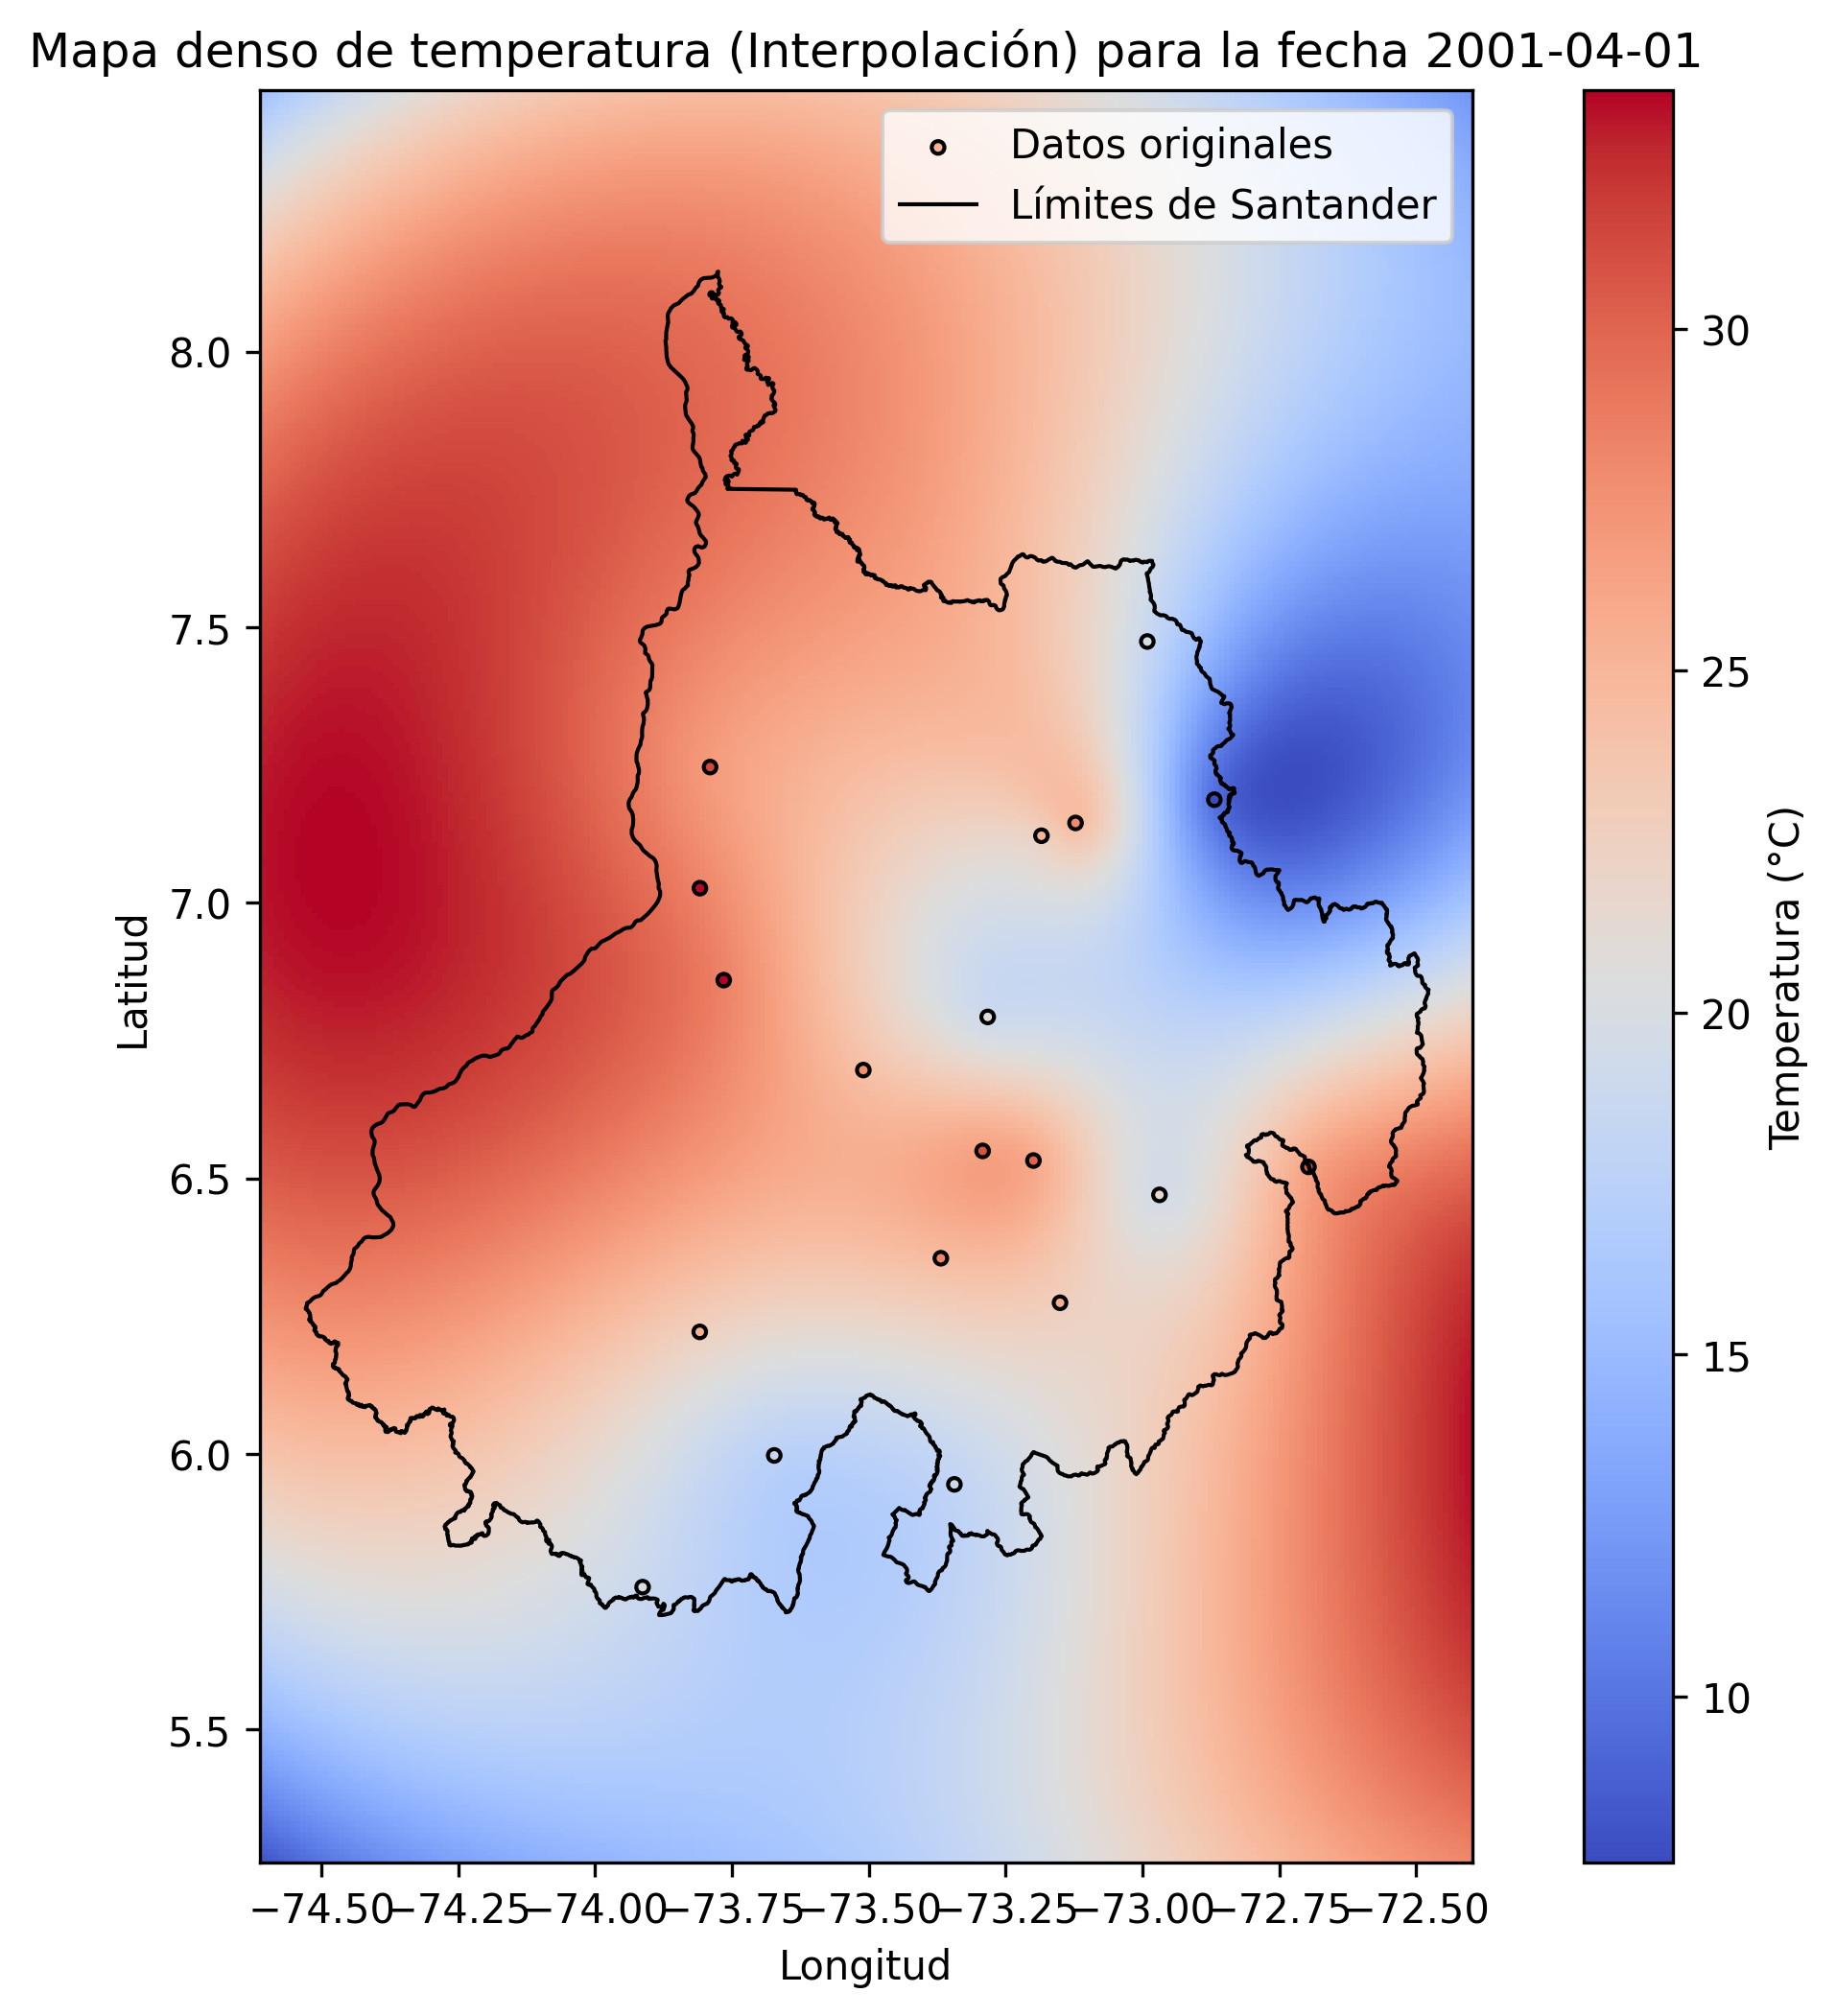 Mapa denso de temperatura (Interpolación) para la fecha 2001-04-01
Datos originales
Límites de Santander
8.0
7.5
7.0
6.5
6.0
5.5
Latitud
−74.50 −74.25 −74.00 −73.75 −73.50 −73.25 −73.00 −72.75 −72.50
Longitud
30
25
20
15
10
Temperatura (°C)